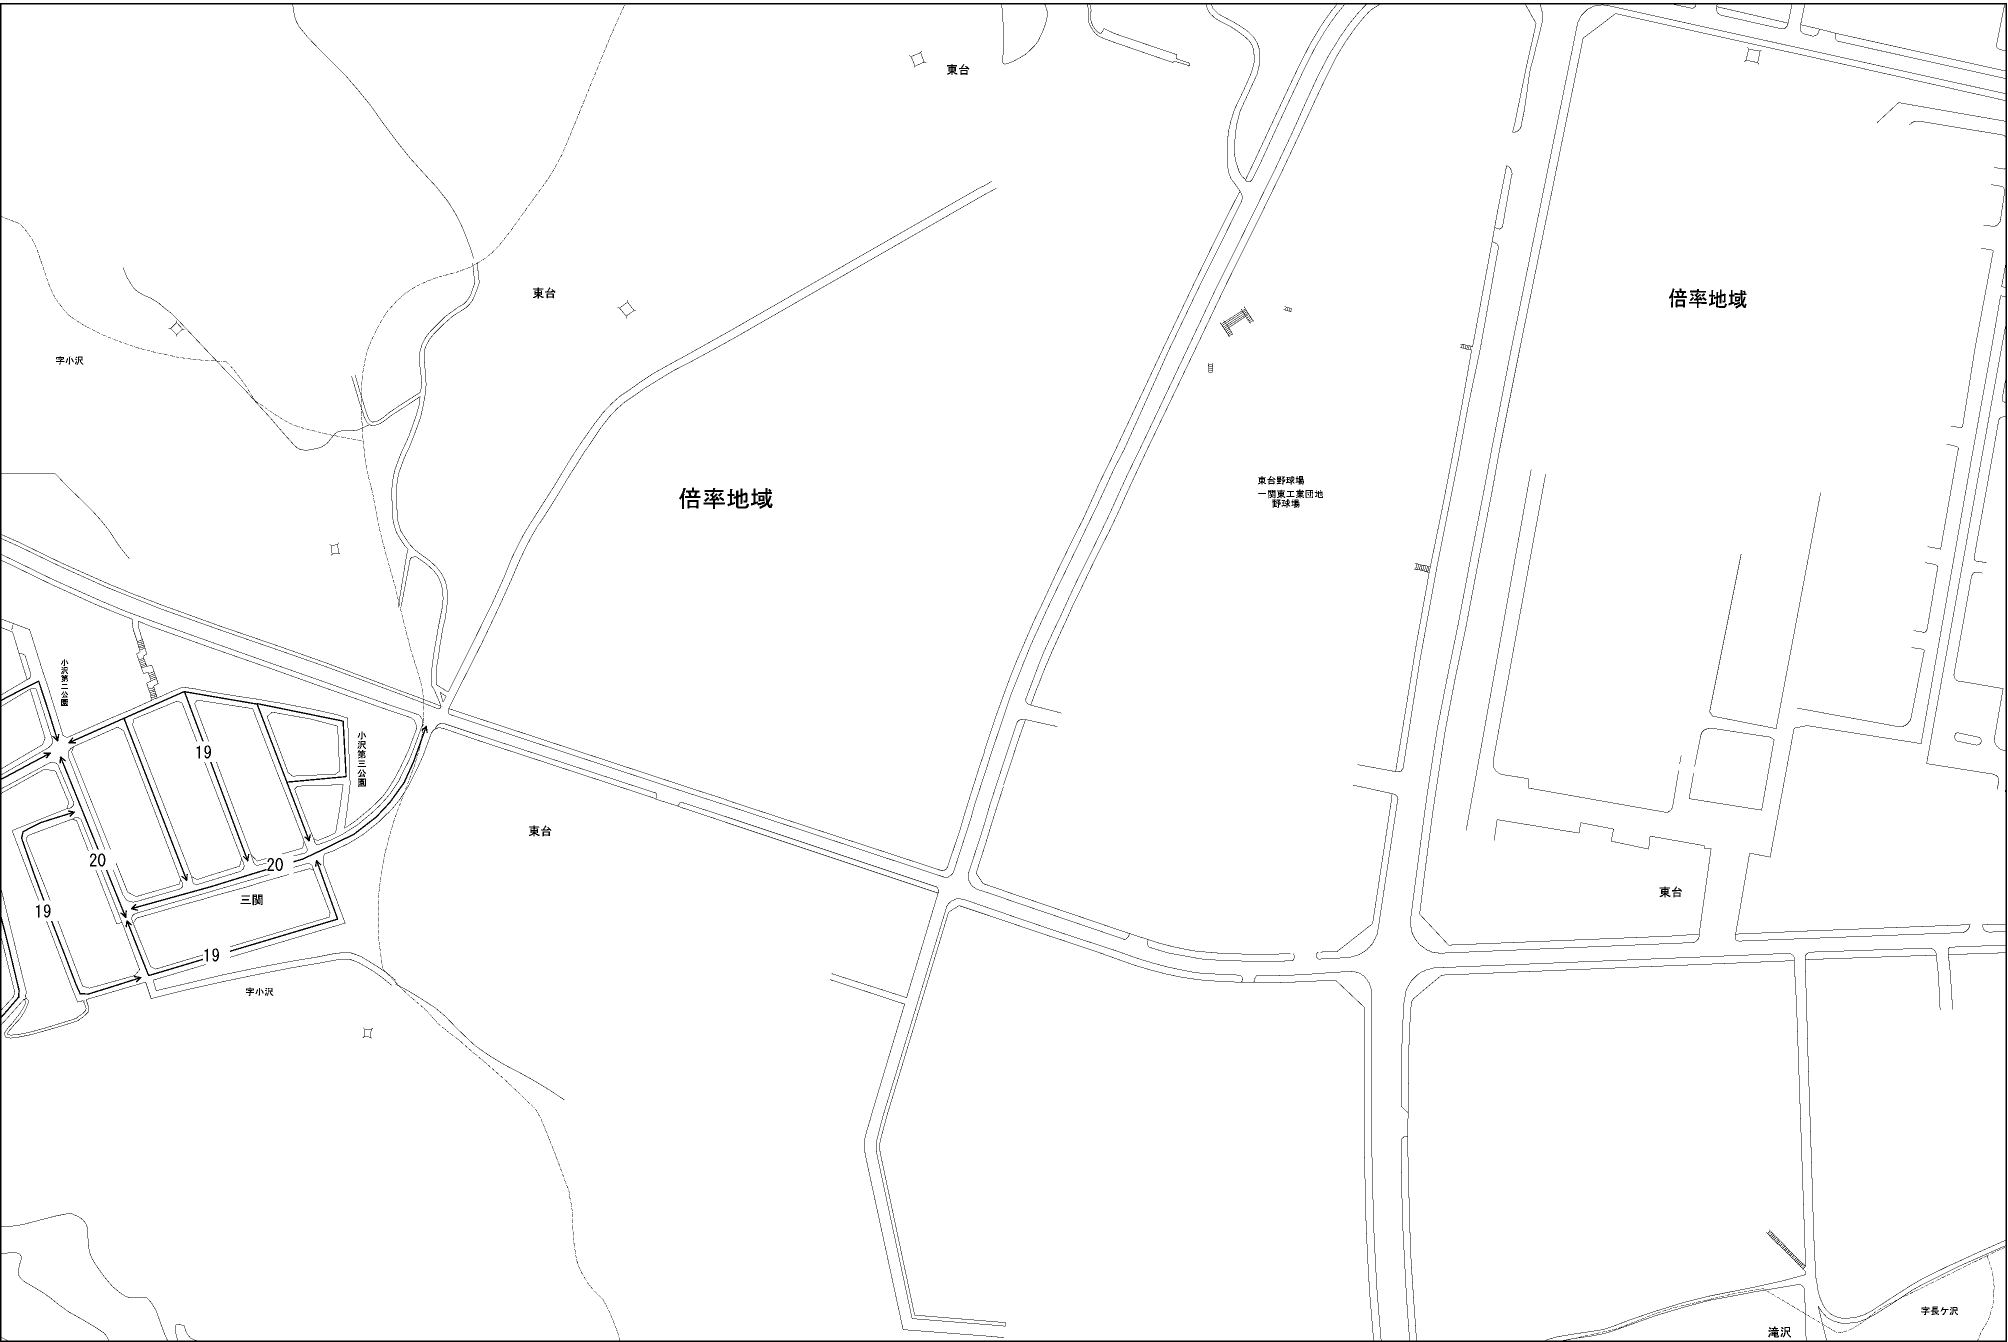 東台
東台
倍率地域
字小沢
倍率地域
東台野球場
一関東工業団地
野球場
小沢第二公園
小沢第三公園
19
東台
20
20
三関
東台
19
19
字小沢
字長ケ沢
滝沢